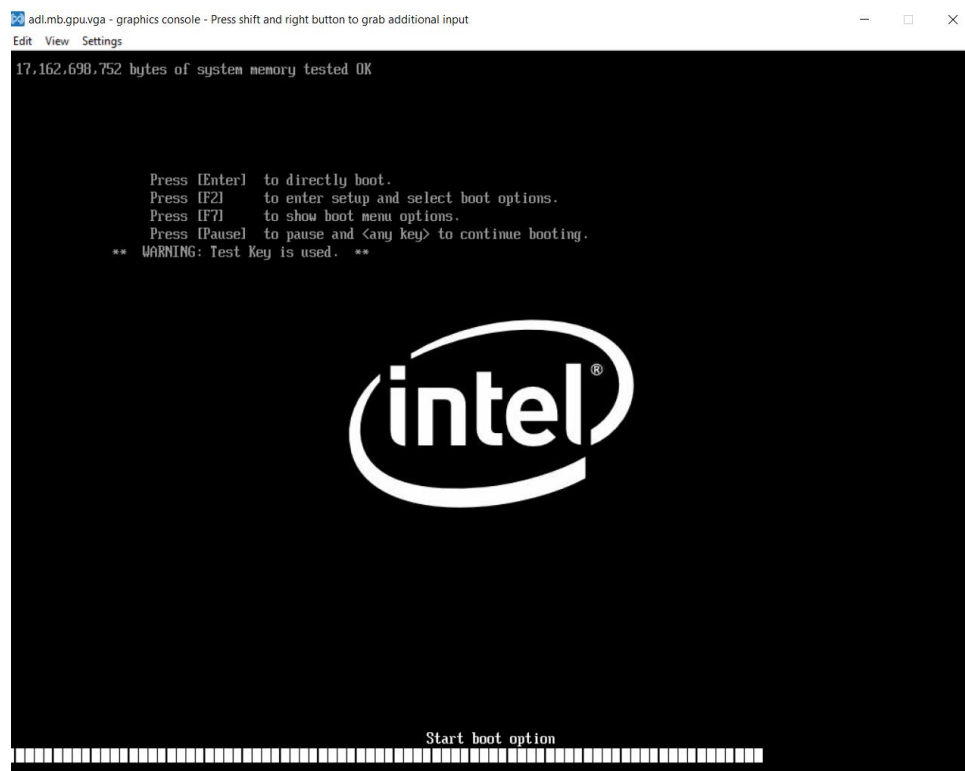 adl.mb.gpu.vga - graphics console - Press shift and right button to grab additional input
Edit View Settings
17,162,698,752 bytes of system memory tested OK
Press [Enter] to directly boot.
Press [F2] to enter setup and select boot options.
Press [F7] to show boot menu options.
Press [Pause] to pause and <any key> to continue booting.
** WARNING: Test Key is used. **
intel®
Start boot option